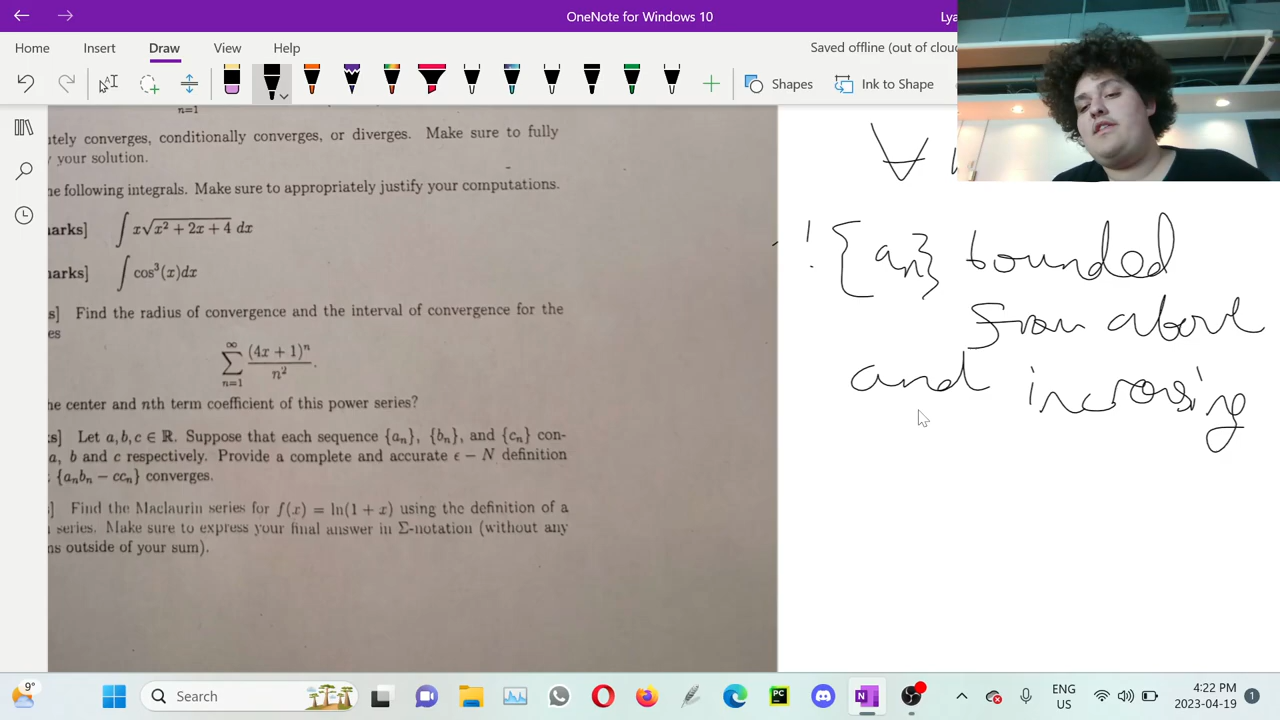 OneNote for Windows 10
Lya
Home Insert Draw View Help
Saved offline (out of clou
Shapes Ink to Shape
n=1
tely converges, conditionally converges, or diverges. Make sure to fully
your solution.
he following integrals. Make sure to appropriately justify your computations.
arks] ∫ x√(x² + 2x + 4) dx
arks] ∫ cos³(x)dx
s] Find the radius of convergence and the interval of convergence for the
es
∑_{n=1}^{∞} (4x + 1)ⁿ / n².
he center and nth term coefficient of this power series?
s] Let a, b, c ∈ ℝ. Suppose that each sequence {aₙ}, {bₙ}, and {cₙ} con-
a, b and c respectively. Provide a complete and accurate ϵ − N definition
{aₙbₙ − ccₙ} converges.
] Find the Maclaurin series for f(x) = ln(1 + x) using the definition of a
series. Make sure to express your final answer in Σ-notation (without any
ns outside of your sum).
∀
! {an} bounded
from above
and increasing
9°
Search
ENG
US
4:22 PM
2023-04-19
1